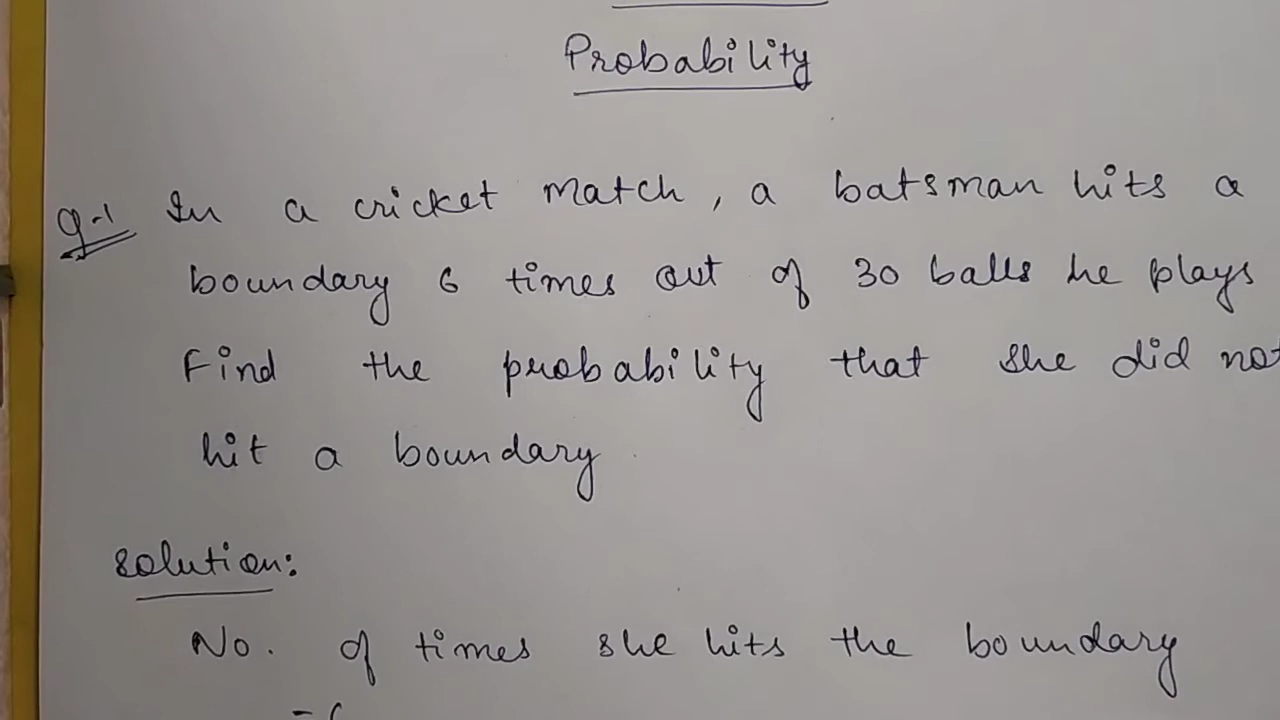 Probability
Q-1 In a cricket match, a batsman hits a
boundary 6 times out of 30 balls he plays
Find the probability that she did not
hit a boundary
Solution:
No. of times she hits the boundary